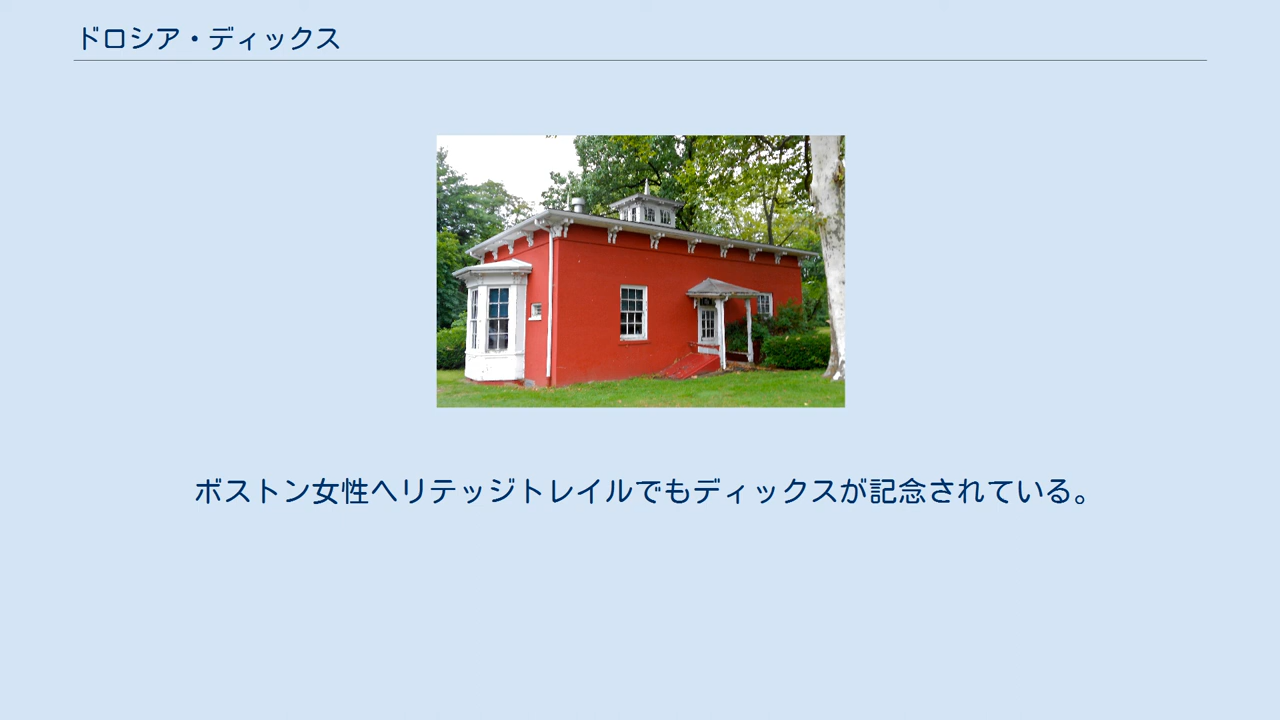 ドロシア・ディックス
ボストン女性ヘリテッジトレイルでもディックスが記念されている。